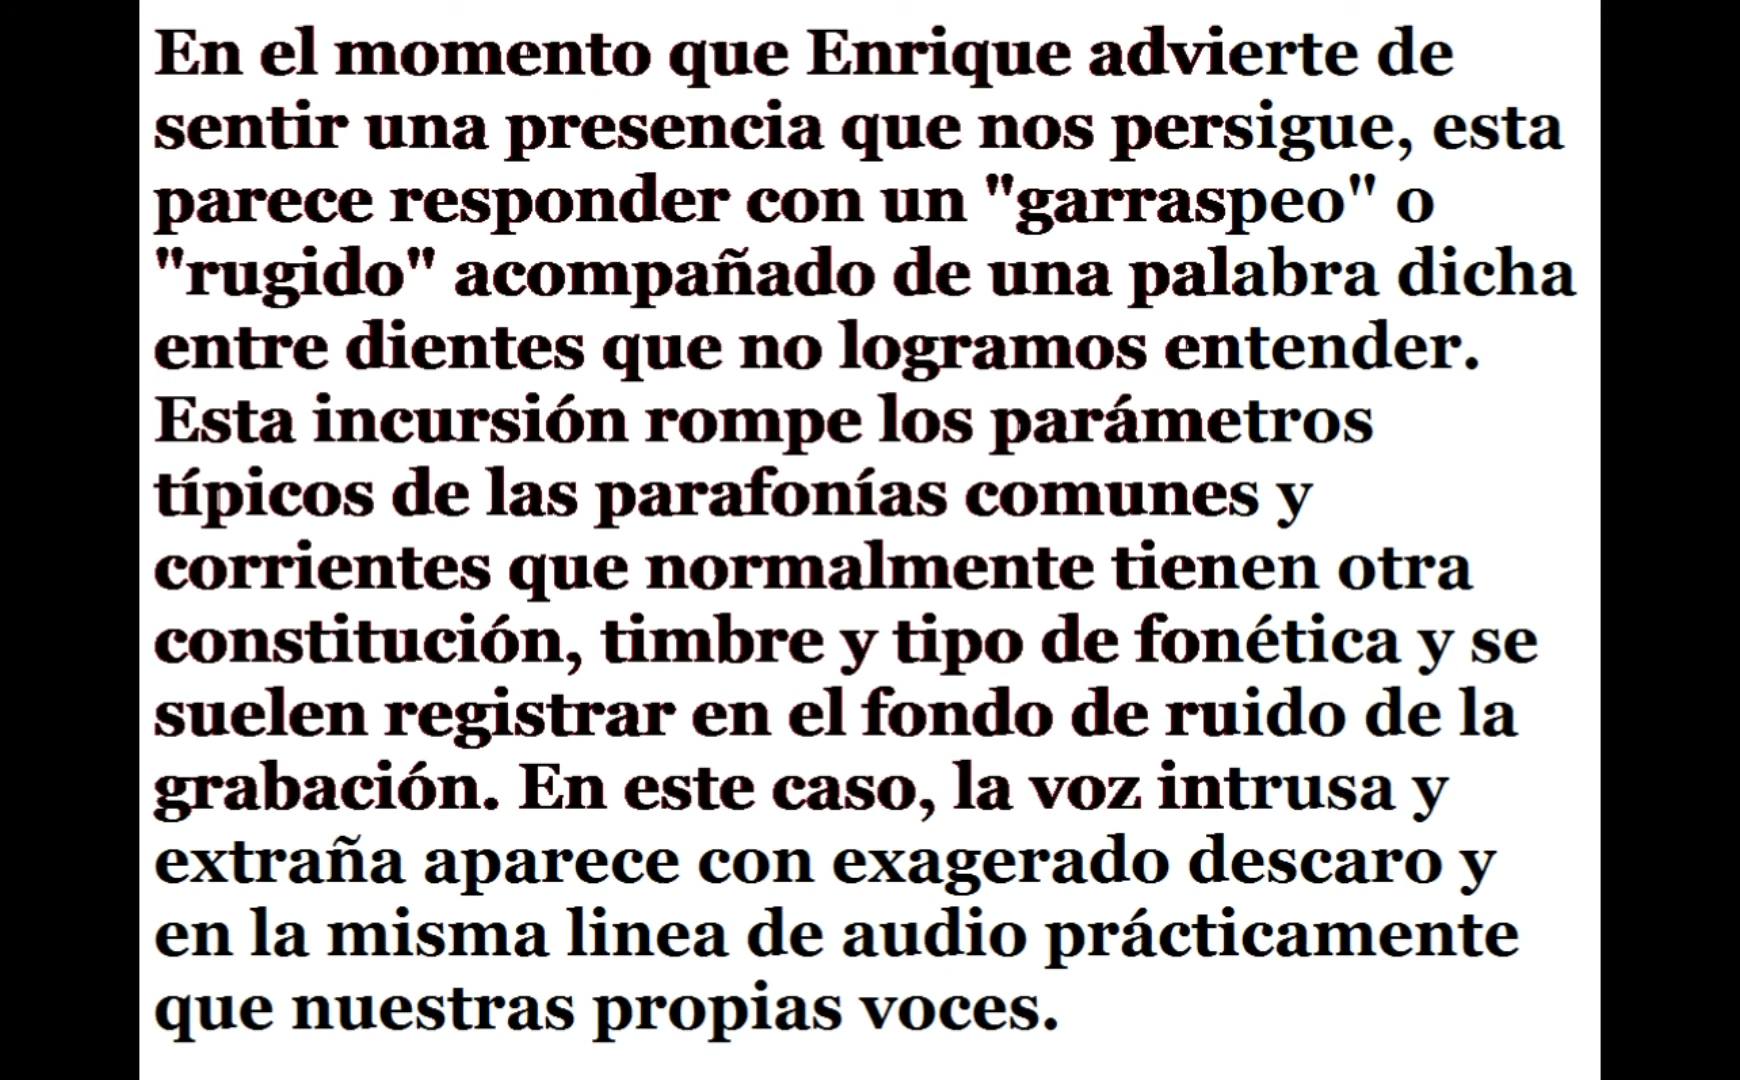 En el momento que Enrique advierte de
sentir una presencia que nos persigue, esta
parece responder con un "garraspeo" o
"rugido" acompañado de una palabra dicha
entre dientes que no logramos entender.
Esta incursión rompe los parámetros
típicos de las parafonías comunes y
corrientes que normalmente tienen otra
constitución, timbre y tipo de fonética y se
suelen registrar en el fondo de ruido de la
grabación. En este caso, la voz intrusa y
extraña aparece con exagerado descaro y
en la misma linea de audio prácticamente
que nuestras propias voces.